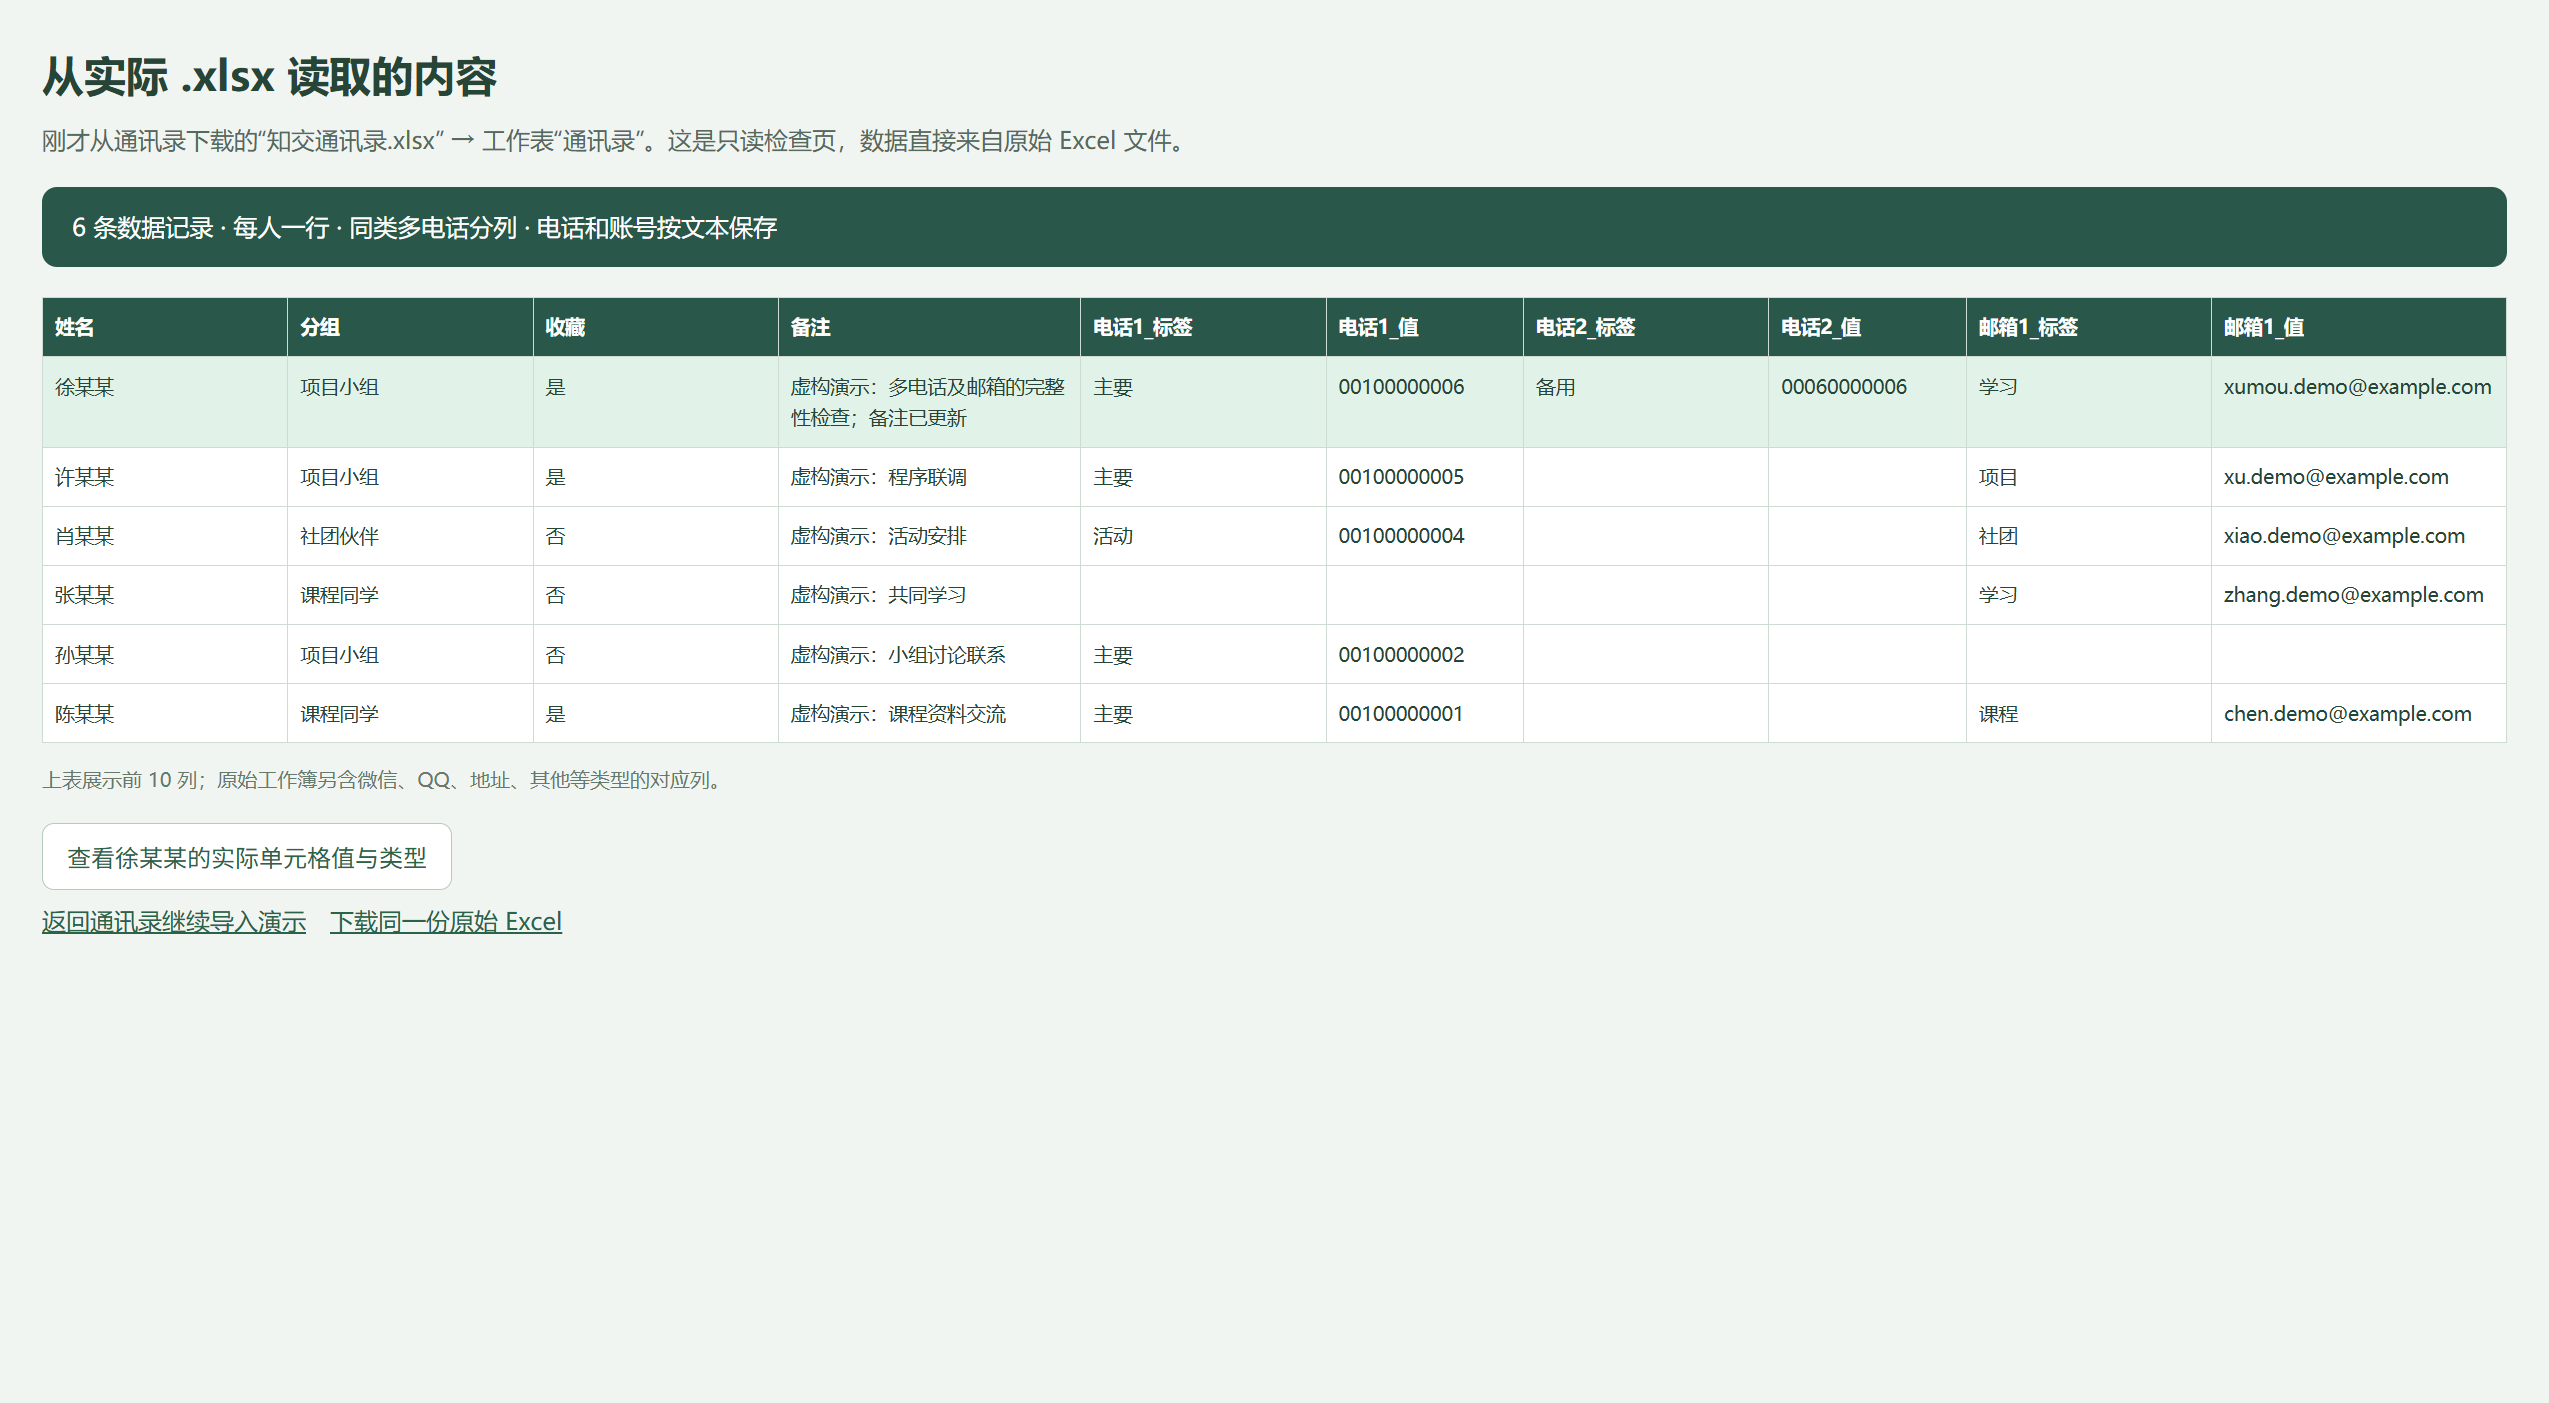 从实际 .xlsx 读取的内容
刚才从通讯录下载的“知交通讯录.xlsx” → 工作表“通讯录”。这是只读检查页，数据直接来自原始 Excel 文件。
6 条数据记录 · 每人一行 · 同类多电话分列 · 电话和账号按文本保存
姓名 分组 收藏 备注 电话1_标签 电话1_值 电话2_标签 电话2_值 邮箱1_标签 邮箱1_值
徐某某 项目小组 是 虚构演示：多电话及邮箱的完整 主要 00100000006 备用 00060000006 学习 xumou.demo@example.com
性检查；备注已更新
许某某 项目小组 是 虚构演示：程序联调 主要 00100000005 项目 xu.demo@example.com
肖某某 社团伙伴 否 虚构演示：活动安排 活动 00100000004 社团 xiao.demo@example.com
张某某 课程同学 否 虚构演示：共同学习 学习 zhang.demo@example.com
孙某某 项目小组 否 虚构演示：小组讨论联系 主要 00100000002
陈某某 课程同学 是 虚构演示：课程资料交流 主要 00100000001 课程 chen.demo@example.com
上表展示前 10 列；原始工作簿另含微信、QQ、地址、其他等类型的对应列。
查看徐某某的实际单元格值与类型
返回通讯录继续导入演示 下载同一份原始 Excel